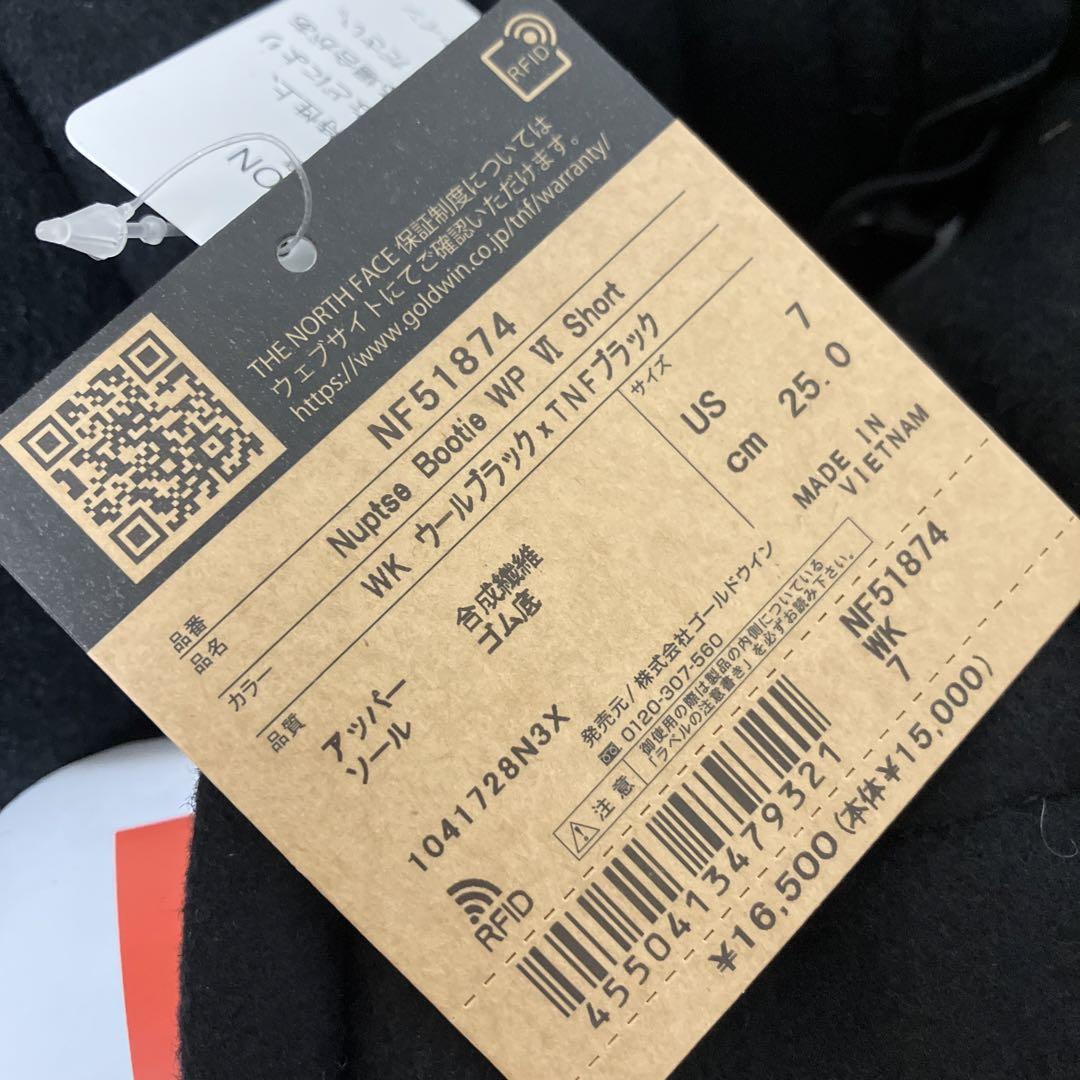 RFID
THE NORTH FACE 保証制度については
ウェブサイトにてご確認いただけます。
https://www.goldwin.co.jp/tnf/warranty/
品番 NF51874
品名 Nuptse Bootie WP Ⅵ Short
カラー WK ウールブラック x TNFブラック
品質
サイズ
US 7
cm 25.0
MADE IN
VIETNAM
アッパー 合成繊維
ソール ゴム底
1041728N3X
発売元/株式会社ゴールドウイン
0120-307-560
注意
御使用の際は製品の内側についている
「ラベルの注意書き」を必ずお読み下さい。
RFID
NF51874
WK
7
4550413479321
¥16,500(本体¥15,000)